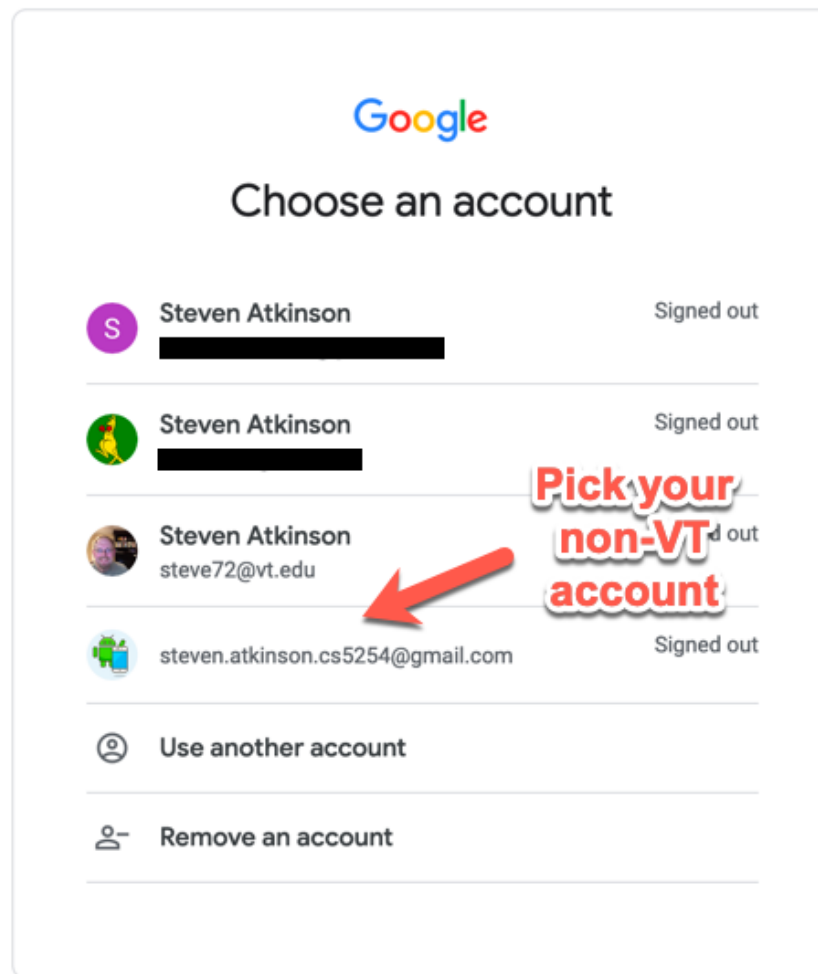 Google
Choose an account
S
Steven Atkinson
Signed out
Steven Atkinson
Signed out
Pick your
non-VT
account
Steven Atkinson
out
steve72@vt.edu
steven.atkinson.cs5254@gmail.com
Signed out
Use another account
Remove an account